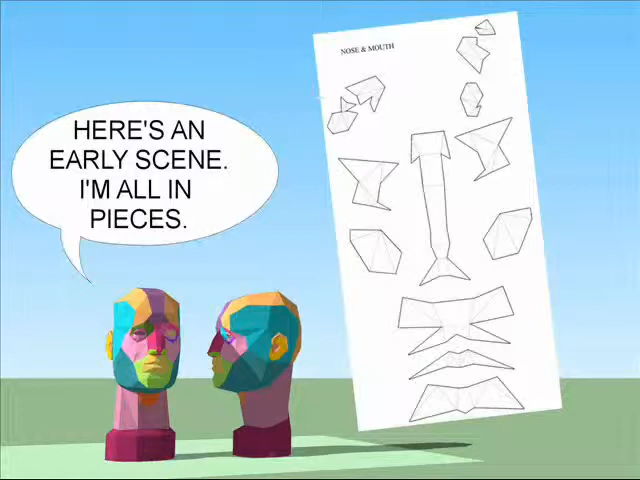 NOSE & MOUTH
HERE'S AN
EARLY SCENE.
I'M ALL IN
PIECES.